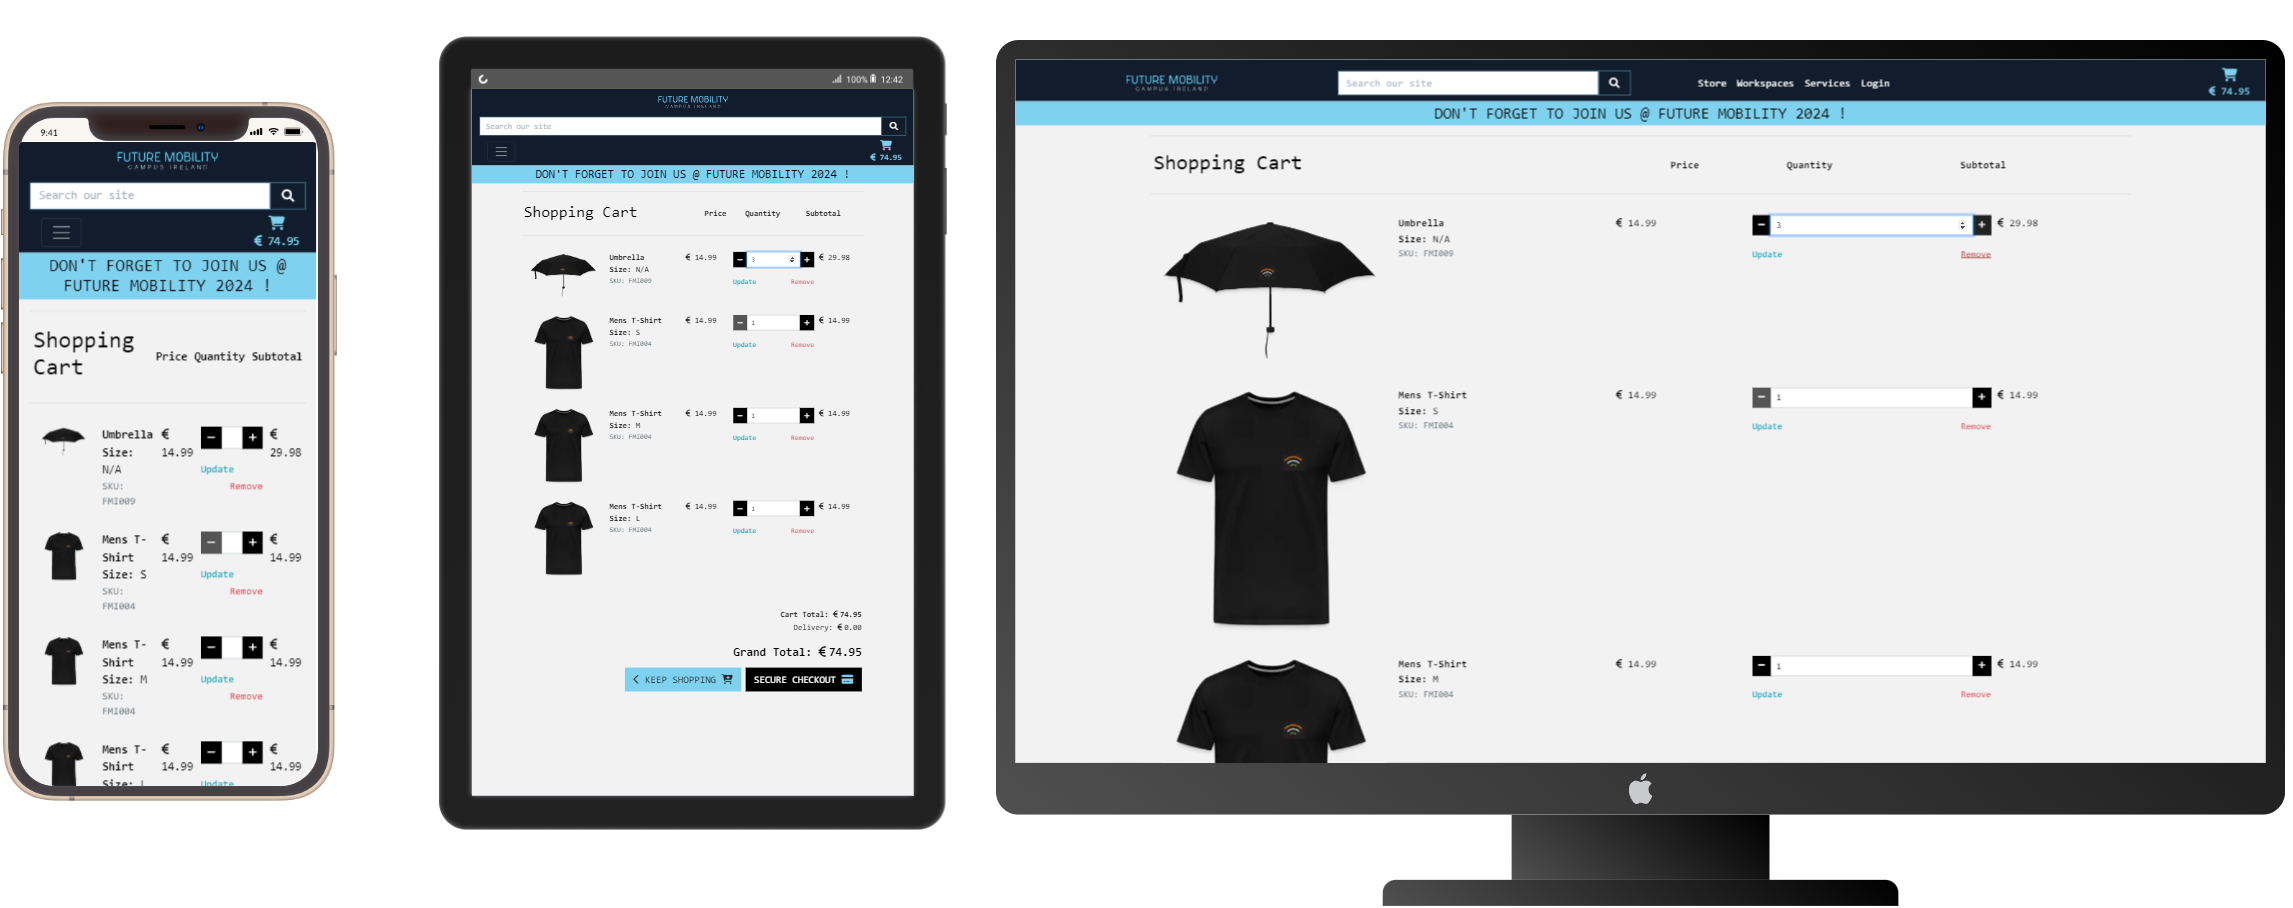 9:41
FUTURE MOBILITY
CAMPUS IRELAND
Search our site
€ 74.95
DON'T FORGET TO JOIN US @
FUTURE MOBILITY 2024 !
Shopping
Cart
Price Quantity Subtotal
Umbrella € − + €
Size: 14.99 29.98
N/A Update
SKU: Remove
FMI009
Mens T- € − + €
Shirt 14.99 14.99
Size: S Update
SKU: Remove
FMI004
Mens T- € − + €
Shirt 14.99 14.99
Size: M Update
SKU: Remove
FMI004
Mens T- € − + €
Shirt 14.99 14.99
Size: L Update
100% 12:42
FUTURE MOBILITY
CAMPUS IRELAND
Search our site
€ 74.95
DON'T FORGET TO JOIN US @ FUTURE MOBILITY 2024 !
Shopping Cart Price Quantity Subtotal
Umbrella € 14.99 − 3 + € 29.98
Size: N/A
SKU: FMI009 Update Remove
Mens T-Shirt € 14.99 − 1 + € 14.99
Size: S
SKU: FMI004 Update Remove
Mens T-Shirt € 14.99 − 1 + € 14.99
Size: M
SKU: FMI004 Update Remove
Mens T-Shirt € 14.99 − 1 + € 14.99
Size: L
SKU: FMI004 Update Remove
Cart Total: €74.95
Delivery: €0.00
Grand Total: €74.95
KEEP SHOPPING SECURE CHECKOUT
FUTURE MOBILITY
CAMPUS IRELAND
Search our site
Store Workspaces Services Login
€ 74.95
DON'T FORGET TO JOIN US @ FUTURE MOBILITY 2024 !
Shopping Cart Price Quantity Subtotal
Umbrella € 14.99 − 3 + € 29.98
Size: N/A
SKU: FMI009 Update Remove
Mens T-Shirt € 14.99 − 1 + € 14.99
Size: S
SKU: FMI004 Update Remove
Mens T-Shirt € 14.99 − 1 + € 14.99
Size: M
SKU: FMI004 Update Remove